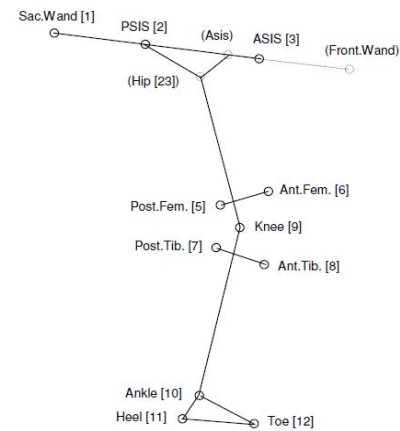 Sac.Wand [1]
PSIS [2]
(Asis)
ASIS [3]
(Front.Wand)
(Hip [23])
Ant.Fem. [6]
Post.Fem. [5]
Knee [9]
Post.Tib. [7]
Ant.Tib. [8]
Ankle [10]
Heel [11]
Toe [12]